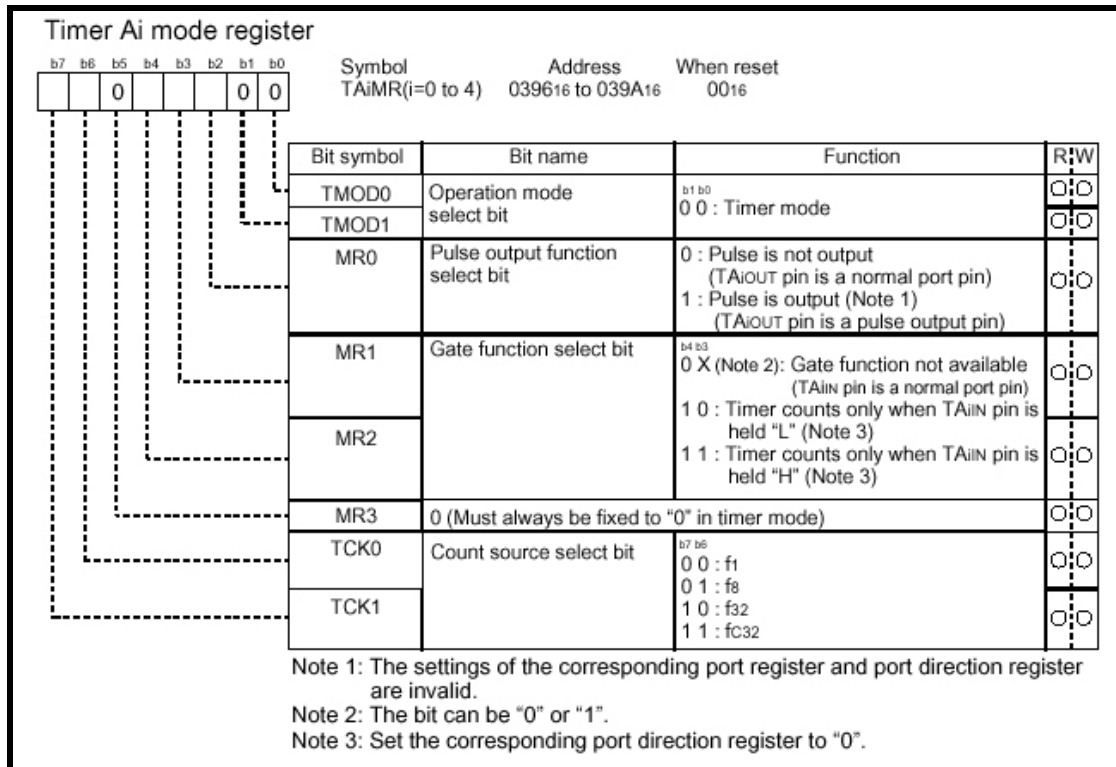 Timer Ai mode register
b7 b6 b5 b4 b3 b2 b1 b0
0 0 0
Symbol Address When reset
TAiMR(i=0 to 4) 039616 to 039A16 0016
Bit symbol Bit name Function R W
TMOD0
TMOD1
Operation mode
select bit
b1 b0
0 0 : Timer mode
MR0
Pulse output function
select bit
0 : Pulse is not output
(TAiOUT pin is a normal port pin)
1 : Pulse is output (Note 1)
(TAiOUT pin is a pulse output pin)
MR1
MR2
Gate function select bit
b4 b3
0 X (Note 2): Gate function not available
(TAiIN pin is a normal port pin)
1 0 : Timer counts only when TAiIN pin is
held “L” (Note 3)
1 1 : Timer counts only when TAiIN pin is
held “H” (Note 3)
MR3 0 (Must always be fixed to “0” in timer mode)
TCK0
TCK1
Count source select bit
b7 b6
0 0 : f1
0 1 : f8
1 0 : f32
1 1 : fC32
Note 1: The settings of the corresponding port register and port direction register
are invalid.
Note 2: The bit can be “0” or “1”.
Note 3: Set the corresponding port direction register to “0”.